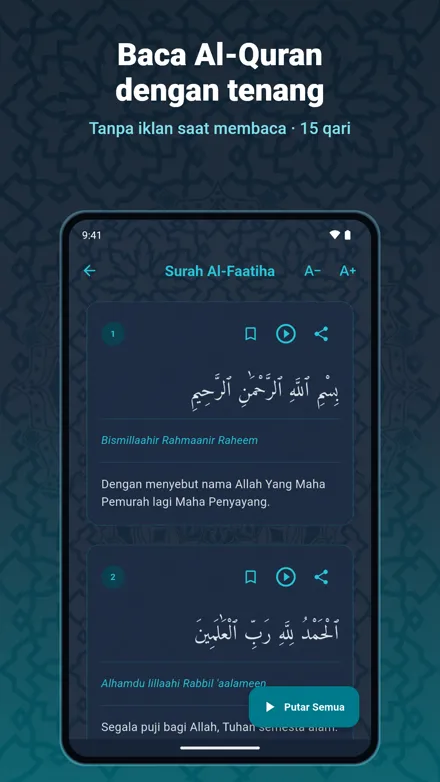 Baca Al-Quran
dengan tenang
Tanpa iklan saat membaca · 15 qari
9:41
Surah Al-Faatiha
A−
A+
1
بِسْمِ ٱللَّهِ ٱلرَّحْمَٰنِ ٱلرَّحِيمِ
Bismillaahir Rahmaanir Raheem
Dengan menyebut nama Allah Yang Maha
Pemurah lagi Maha Penyayang.
2
ٱلْحَمْدُ لِلَّهِ رَبِّ ٱلْعَٰلَمِينَ
Alhamdu lillaahi Rabbil 'aalameen
Segala puji bagi Allah, Tuhan semesta alam.
Putar Semua